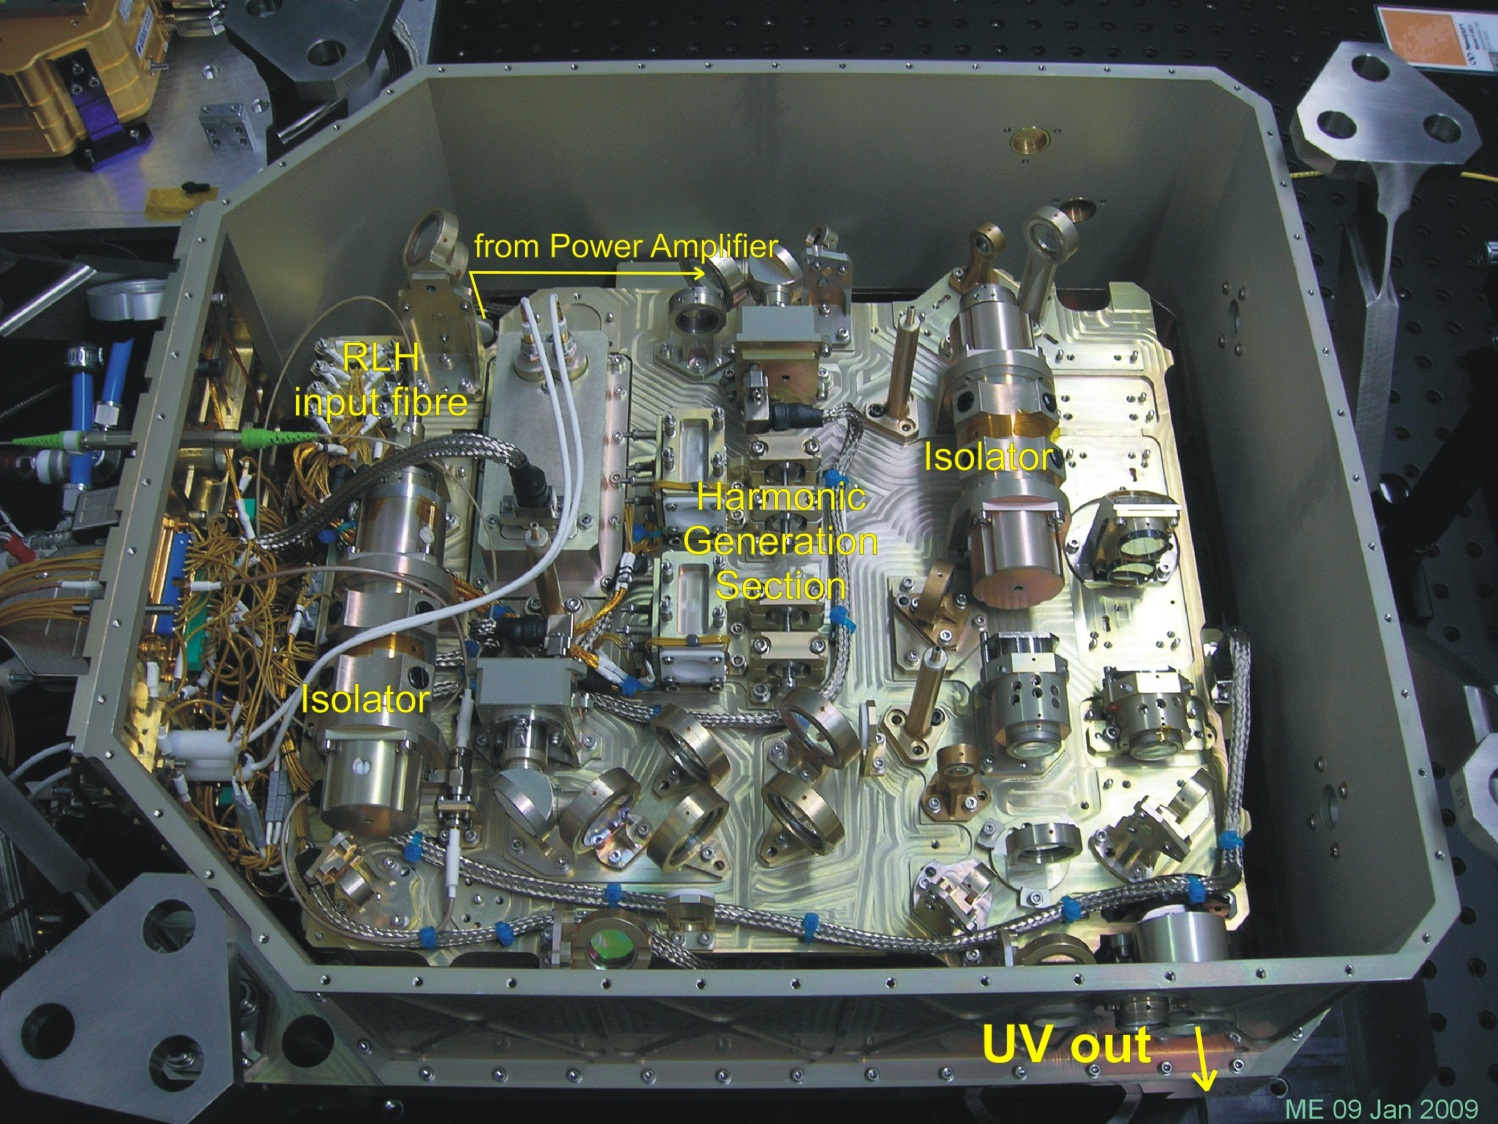 from Power Amplifier
RLH
input fibre
Isolator
Harmonic
Generation
Section
Isolator
UV out
ME 09 Jan 2009